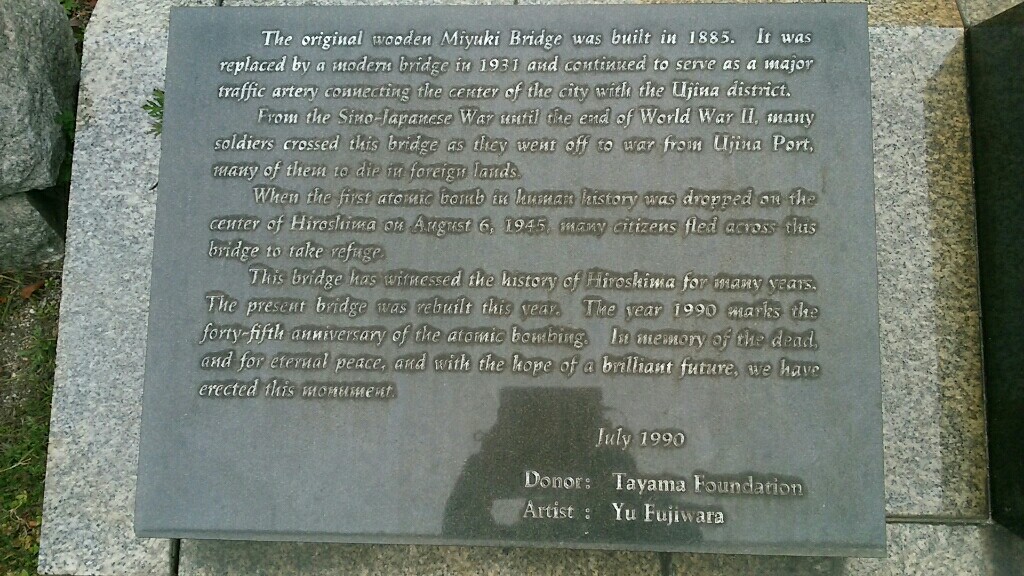 The original wooden Miyuki Bridge was built in 1885. It was
replaced by a modern bridge in 1931 and continued to serve as a major
traffic artery connecting the center of the city with the Ujina district.
From the Sino-Japanese War until the end of World War II, many
soldiers crossed this bridge as they went off to war from Ujina Port,
many of them to die in foreign lands.
When the first atomic bomb in human history was dropped on the
center of Hiroshima on August 6, 1945, many citizens fled across this
bridge to take refuge.
This bridge has witnessed the history of Hiroshima for many years.
The present bridge was rebuilt this year. The year 1990 marks the
forty-fifth anniversary of the atomic bombing. In memory of the dead,
and for eternal peace, and with the hope of a brilliant future, we have
erected this monument.
July 1990
Donor: Tayama Foundation
Artist : Yu Fujiwara